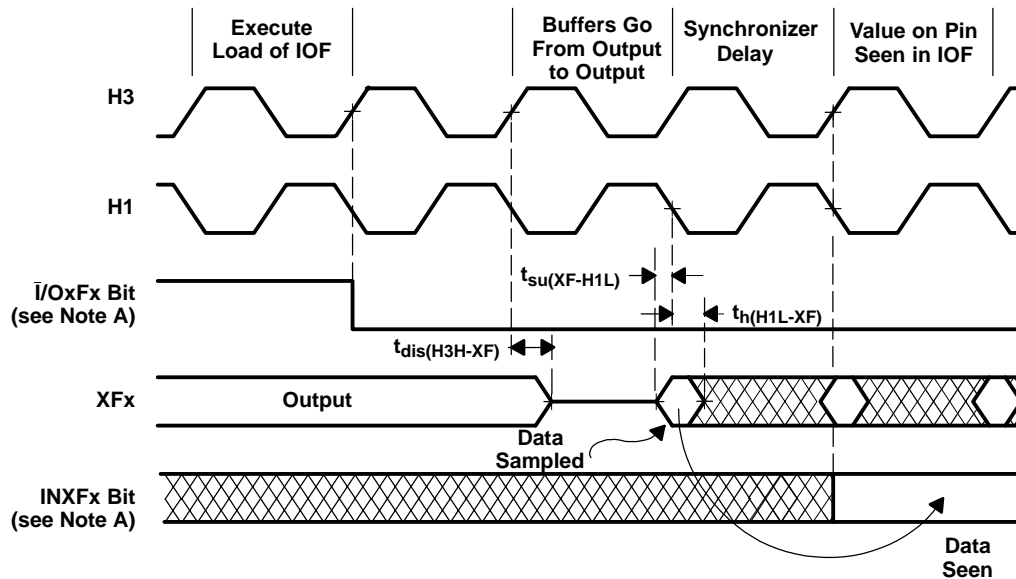 Execute
Load of IOF
Buffers Go
From Output
to Output
Synchronizer
Delay
Value on Pin
Seen in IOF
H3
H1
tsu(XF-H1L)
Ī/OxFx Bit
(see Note A)
th(H1L-XF)
tdis(H3H-XF)
XFx
Output
Data
Sampled
INXFx Bit
(see Note A)
Data
Seen